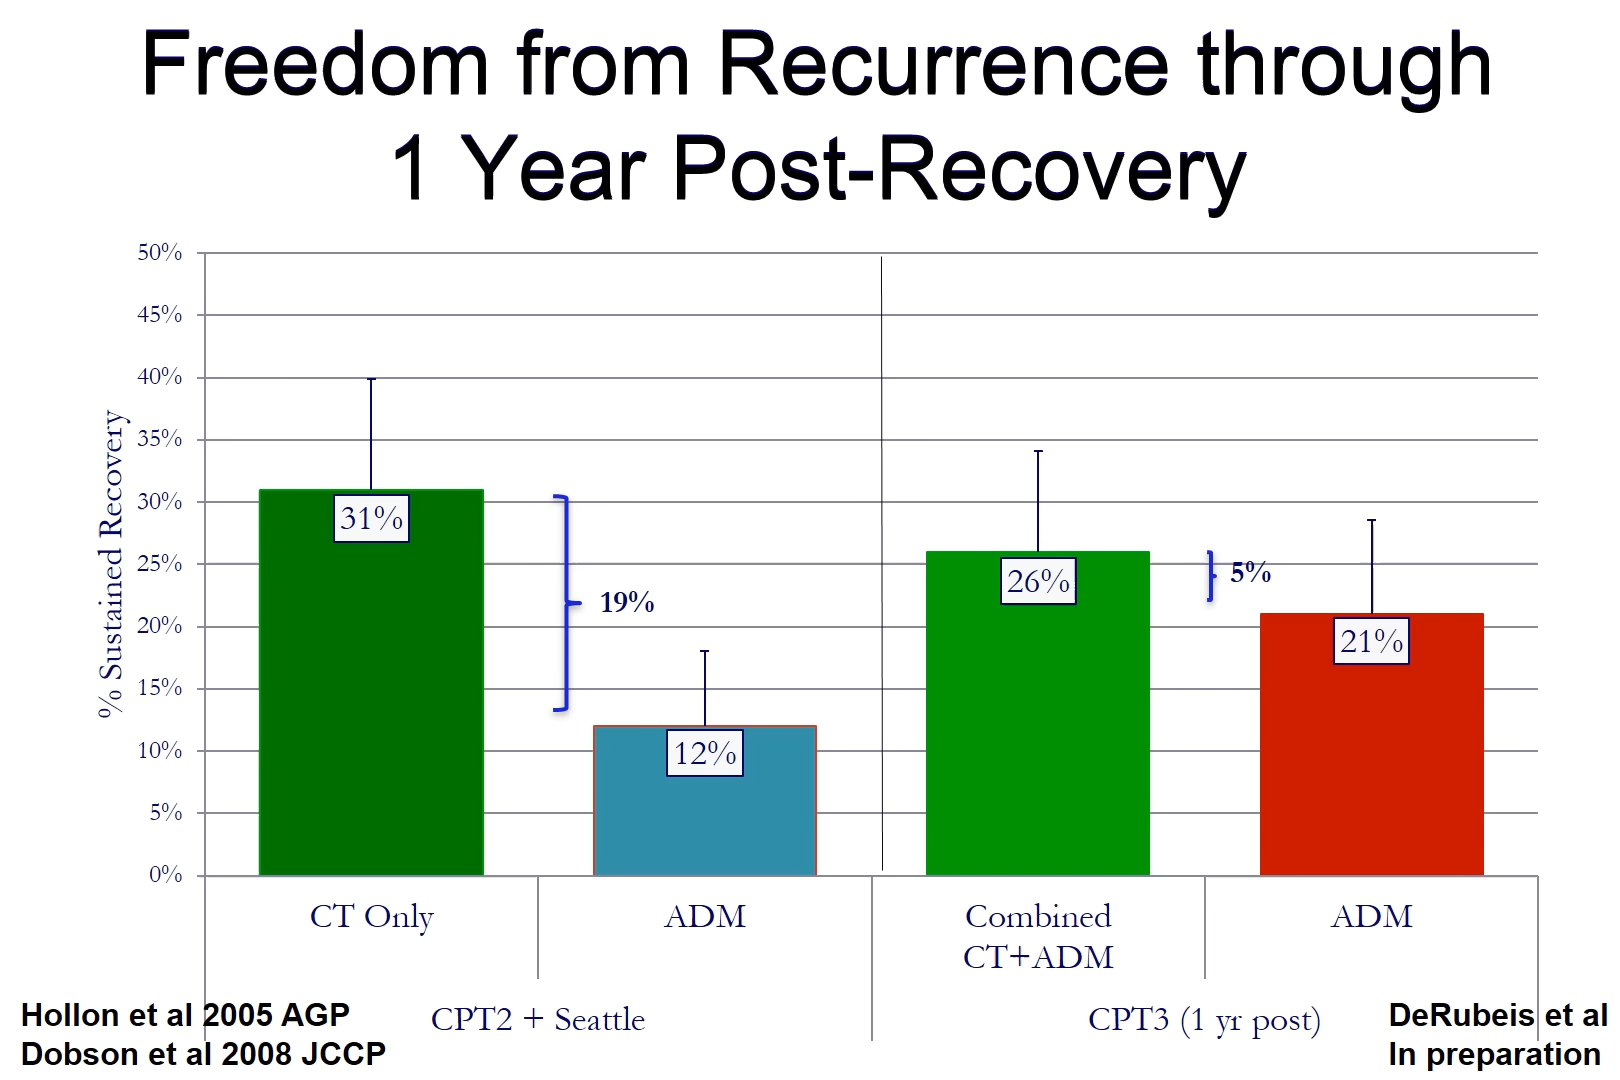 Freedom from Recurrence through
1 Year Post-Recovery
% Sustained Recovery
50%
45%
40%
35%
30%
25%
20%
15%
10%
5%
0%
31%
19%
12%
26%
5%
21%
CT Only
ADM
Combined
CT+ADM
ADM
CPT2 + Seattle
CPT3 (1 yr post)
Hollon et al 2005 AGP
Dobson et al 2008 JCCP
DeRubeis et al
In preparation